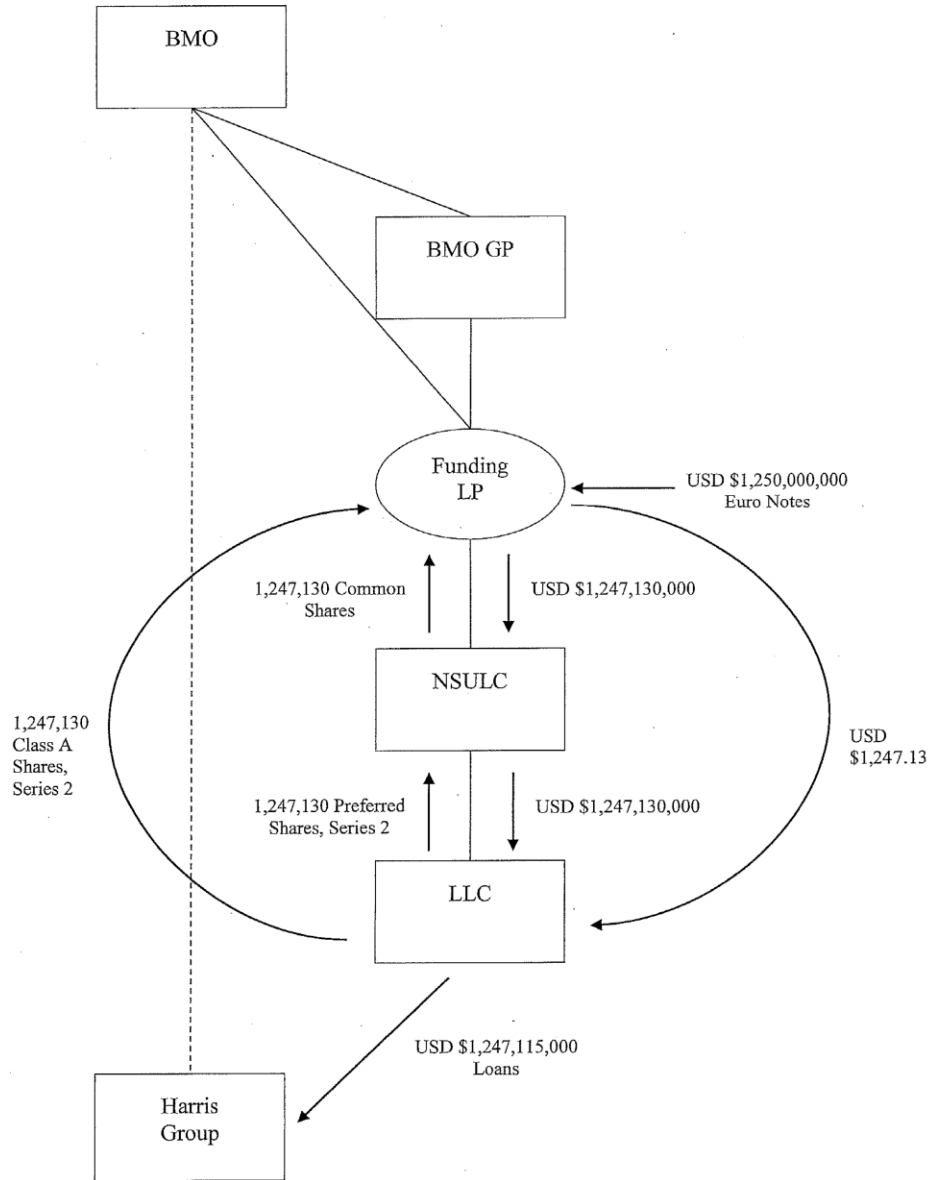 BMO
BMO GP
Funding
LP
USD $1,250,000,000
Euro Notes
1,247,130 Common
Shares
USD $1,247,130,000
NSULC
1,247,130
Class A
Shares,
Series 2
USD
$1,247.13
1,247,130 Preferred
Shares, Series 2
USD $1,247,130,000
LLC
USD $1,247,115,000
Loans
Harris
Group